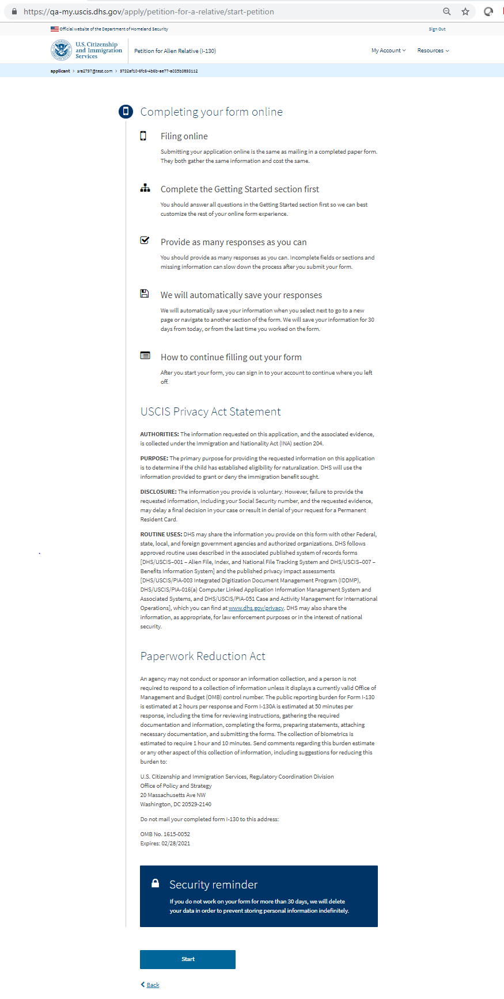 https://qa-my.uscis.dhs.gov/apply/petition-for-a-relative/start-petition
Official website of the Department of Homeland Security
Sign Out
U.S. Citizenship
and Immigration
Services
Petition for Alien Relative (I-130)
My Account
Resources
applicant > sra2797@test.com > 9732af10-6fc6-4b6b-ae77-a035b3893112
Completing your form online
Filing online
Submitting your application online is the same as mailing in a completed paper form.
They both gather the same information and cost the same.
Complete the Getting Started section first
You should answer all questions in the Getting Started section first so we can best
customize the rest of your online form experience.
Provide as many responses as you can
You should provide as many responses as you can. Incomplete fields or sections and
missing information can slow down the process after you submit your form.
We will automatically save your responses
We will automatically save your information when you select next to go to a new
page or navigate to another section of the form. We will save your information for 30
days from today, or from the last time you worked on the form.
How to continue filling out your form
After you start your form, you can sign in to your account to continue where you left
off.
USCIS Privacy Act Statement
AUTHORITIES: The information requested on this application, and the associated evidence,
is collected under the Immigration and Nationality Act (INA) section 204.
PURPOSE: The primary purpose for providing the requested information on this application
is to determine if the child has established eligibility for naturalization. DHS will use the
information provided to grant or deny the immigration benefit sought.
DISCLOSURE: The information you provide is voluntary. However, failure to provide the
requested information, including your Social Security number, and the requested evidence,
may delay a final decision in your case or result in denial of your request for a Permanent
Resident Card.
ROUTINE USES: DHS may share the information you provide on this form with other Federal,
state, local, and foreign government agencies and authorized organizations. DHS follows
approved routine uses described in the associated published system of records forms
[DHS/USCIS–001 – Alien File, Index, and National File Tracking System and DHS/USCIS–007 –
Benefits Information System] and the published privacy impact assessments
[DHS/USCIS/PIA-003 Integrated Digitization Document Management Program (IDDMP),
DHS/USCIS/PIA-016(a) Computer Linked Application Information Management System and
Associated Systems, and DHS/USCIS/PIA-051 Case and Activity Management for International
Operations], which you can find at www.dhs.gov/privacy. DHS may also share the
information, as appropriate, for law enforcement purposes or in the interest of national
security.
Paperwork Reduction Act
An agency may not conduct or sponsor an information collection, and a person is not
required to respond to a collection of information unless it displays a currently valid Office of
Management and Budget (OMB) control number. The public reporting burden for Form I-130
is estimated at 2 hours per response and Form I-130A is estimated at 50 minutes per
response, including the time for reviewing instructions, gathering the required
documentation and information, completing the forms, preparing statements, attaching
necessary documentation, and submitting the forms. The collection of biometrics is
estimated to require 1 hour and 10 minutes. Send comments regarding this burden estimate
or any other aspect of this collection of information, including suggestions for reducing this
burden to:
U.S. Citizenship and Immigration Services, Regulatory Coordination Division
Office of Policy and Strategy
20 Massachusetts Ave NW
Washington, DC 20529-2140
Do not mail your completed form I-130 to this address:
OMB No. 1615-0052
Expires: 02/28/2021
Security reminder
If you do not work on your form for more than 30 days, we will delete
your data in order to prevent storing personal information indefinitely.
Start
Back